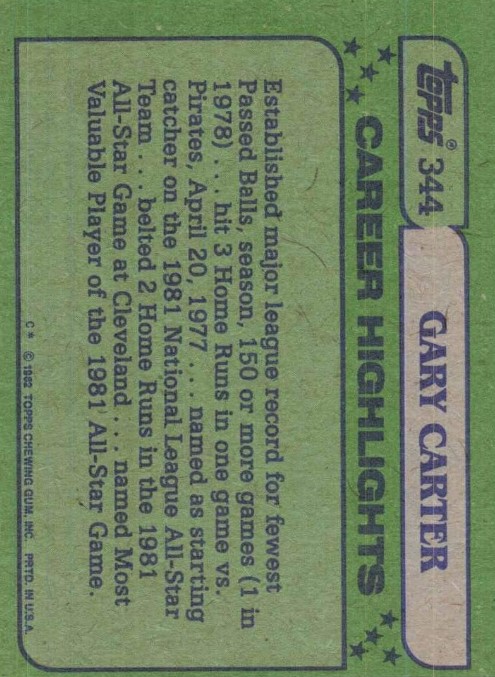 TOPPS® 344 GARY CARTER
CAREER HIGHLIGHTS
Established major league record for fewest
Passed Balls, season, 150 or more games (1 in
1978) . . . hit 3 Home Runs in one game vs.
Pirates, April 20, 1977 . . . named as starting
catcher on the 1981 National League All-Star
Team . . . belted 2 Home Runs in the 1981
All-Star Game at Cleveland . . . named Most
Valuable Player of the 1981 All-Star Game.
C* © 1982 TOPPS CHEWING GUM, INC. PRTD. IN U.S.A.